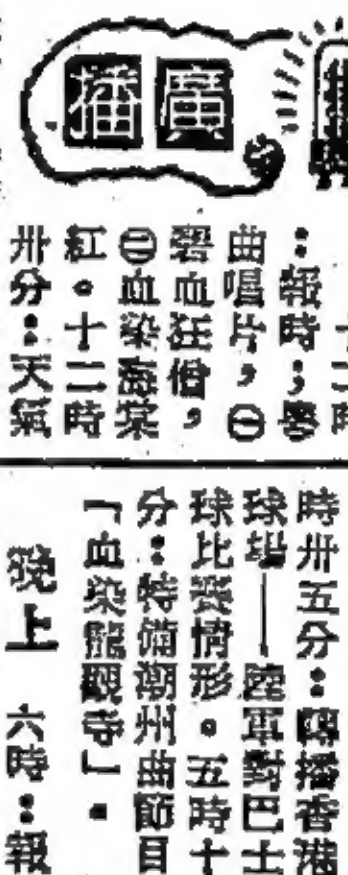 廣播
十二時
：報時；粵
曲唱片，㊀
碧血狂僧，
㊁血染海棠
紅。十二時
卅分：天氣
時卅五分：轉播香港
球場——陸軍對巴士
球比賽情形。五時十
分：特備潮州曲節目
「血染龍觀寺」。
晚上　六時：報